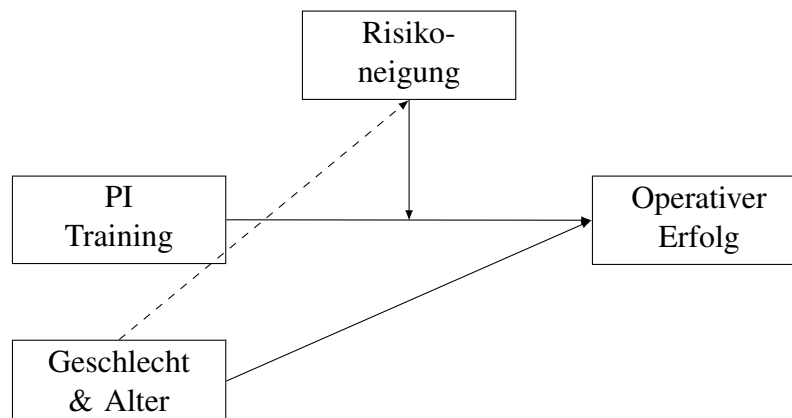 Risiko-
neigung
PI
Training
Operativer
Erfolg
Geschlecht
& Alter